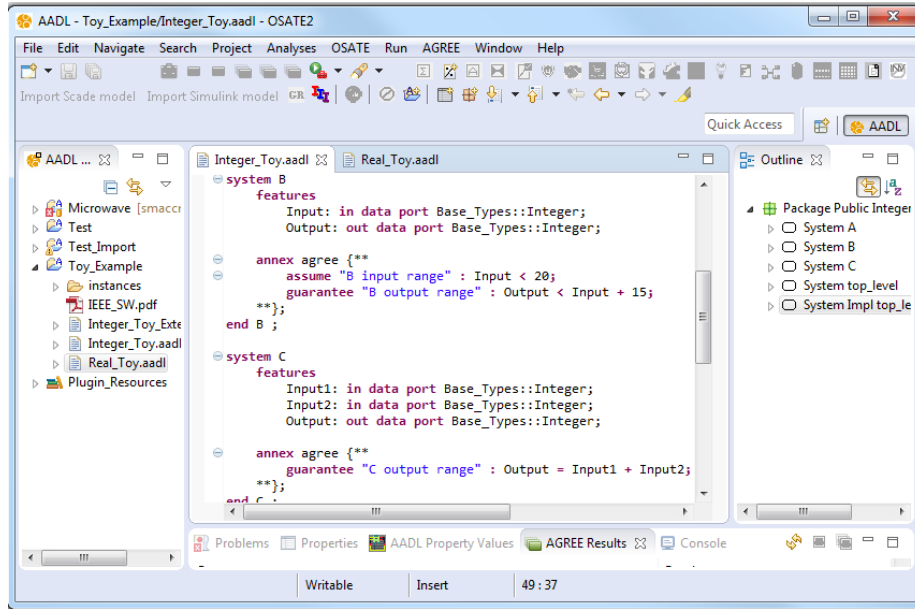 AADL - Toy_Example/Integer_Toy.aadl - OSATE2
File Edit Navigate Search Project Analyses OSATE Run AGREE Window Help
Import Scade model Import Simulink model GR
Quick Access
AADL
AADL ...
Microwave [smaccr
Test
Test_Import
Toy_Example
instances
IEEE_SW.pdf
Integer_Toy_Exte
Integer_Toy.aadl
Real_Toy.aadl
Plugin_Resources
Integer_Toy.aadl Real_Toy.aadl
system B
features
Input: in data port Base_Types::Integer;
Output: out data port Base_Types::Integer;
annex agree {**
assume "B input range" : Input < 20;
guarantee "B output range" : Output < Input + 15;
**};
end B ;
system C
features
Input1: in data port Base_Types::Integer;
Input2: in data port Base_Types::Integer;
Output: out data port Base_Types::Integer;
annex agree {**
guarantee "C output range" : Output = Input1 + Input2;
**};
end C ;
Outline
Package Public Integer
System A
System B
System C
System top_level
System Impl top_le
Problems Properties AADL Property Values AGREE Results Console
Writable Insert 49 : 37